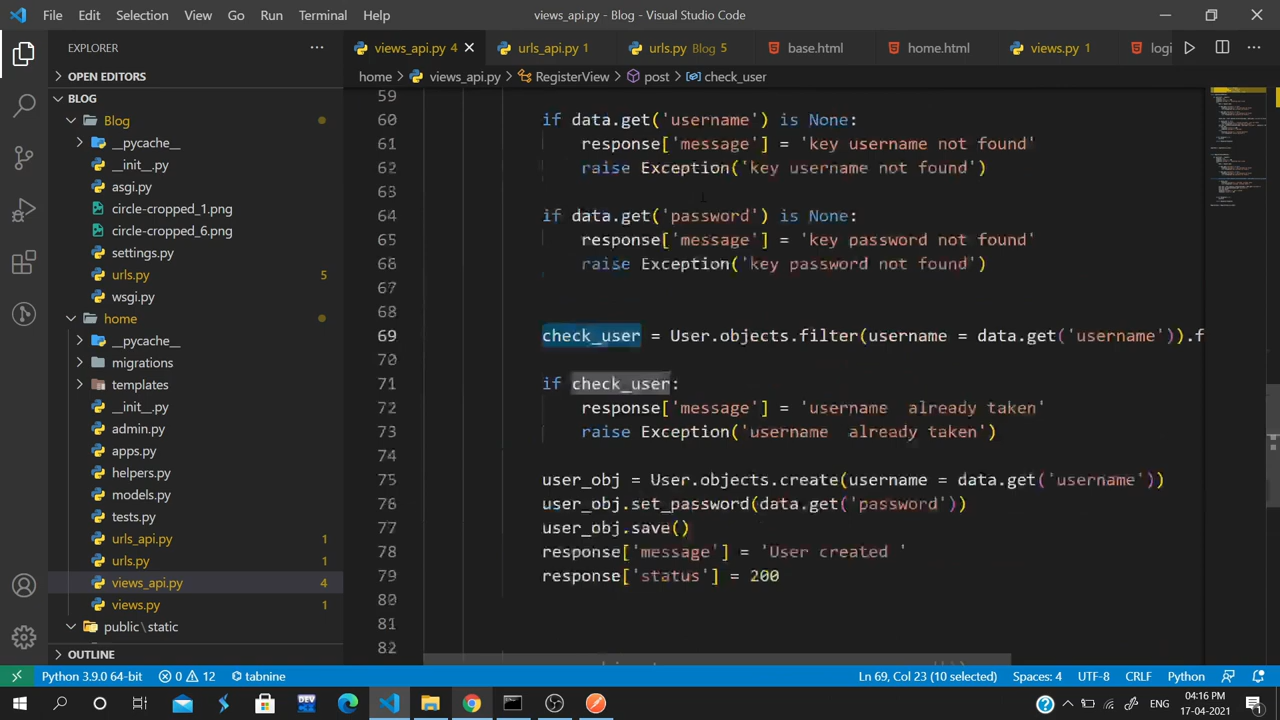 File Edit Selection View Go Run Terminal Help views_api.py - Blog - Visual Studio Code
EXPLORER
views_api.py 4 urls_api.py 1 urls.py Blog 5 base.html home.html views.py 1 logi
OPEN EDITORS
home > views_api.py > RegisterView > post > check_user
BLOG
Blog
__pycache__
__init__.py
asgi.py
circle-cropped_1.png
circle-cropped_6.png
settings.py
urls.py 5
wsgi.py
home
__pycache__
migrations
templates
__init__.py
admin.py
apps.py
helpers.py
models.py
tests.py
urls_api.py 1
urls.py 1
views_api.py 4
views.py 1
public\static
OUTLINE
59
60 if data.get('username') is None:
61 response['message'] = 'key username not found'
62 raise Exception('key username not found')
63
64 if data.get('password') is None:
65 response['message'] = 'key password not found'
66 raise Exception('key password not found')
67
68
69 check_user = User.objects.filter(username = data.get('username')).f
70
71 if check_user:
72 response['message'] = 'username  already taken'
73 raise Exception('username  already taken')
74
75 user_obj = User.objects.create(username = data.get('username'))
76 user_obj.set_password(data.get('password'))
77 user_obj.save()
78 response['message'] = 'User created '
79 response['status'] = 200
80
81
82
Python 3.9.0 64-bit 0 12 tabnine Ln 69, Col 23 (10 selected) Spaces: 4 UTF-8 CRLF Python
DEV ENG 04:16 PM
17-04-2021 1